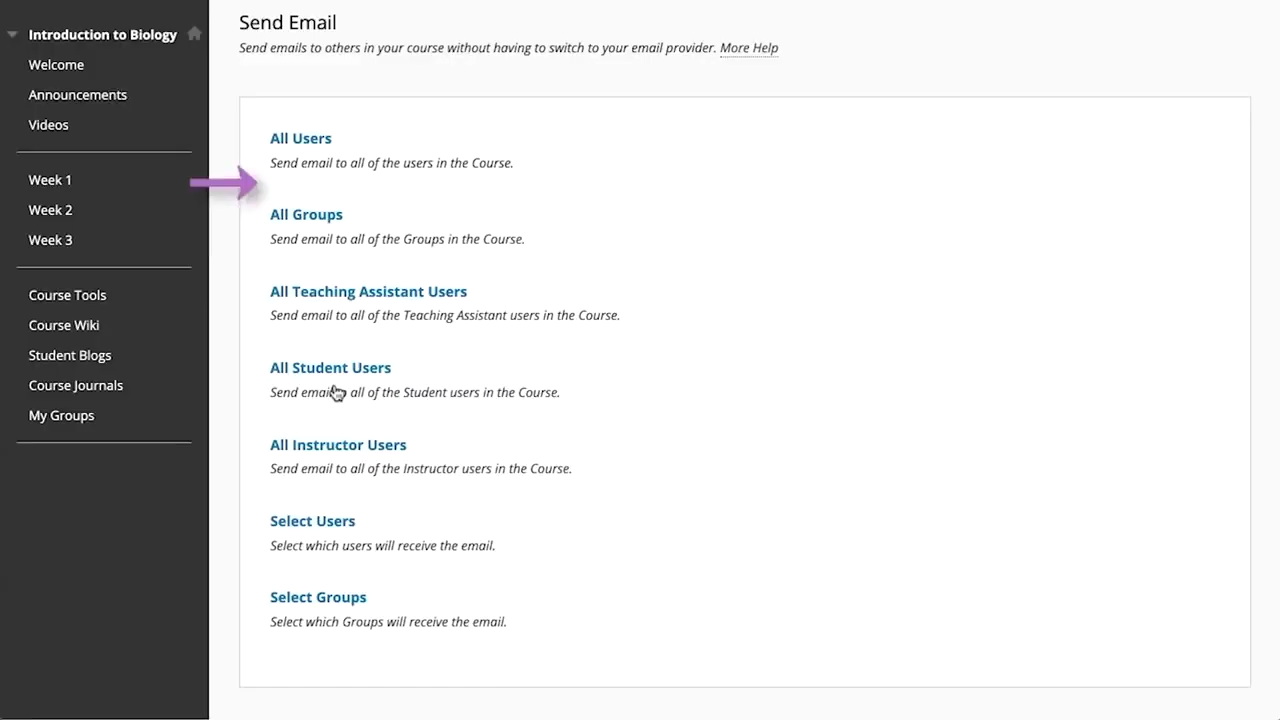 Introduction to Biology
Welcome
Announcements
Videos
Week 1
Week 2
Week 3
Course Tools
Course Wiki
Student Blogs
Course Journals
My Groups
Send Email
Send emails to others in your course without having to switch to your email provider. More Help
All Users
Send email to all of the users in the Course.
All Groups
Send email to all of the Groups in the Course.
All Teaching Assistant Users
Send email to all of the Teaching Assistant users in the Course.
All Student Users
Send email all of the Student users in the Course.
All Instructor Users
Send email to all of the Instructor users in the Course.
Select Users
Select which users will receive the email.
Select Groups
Select which Groups will receive the email.